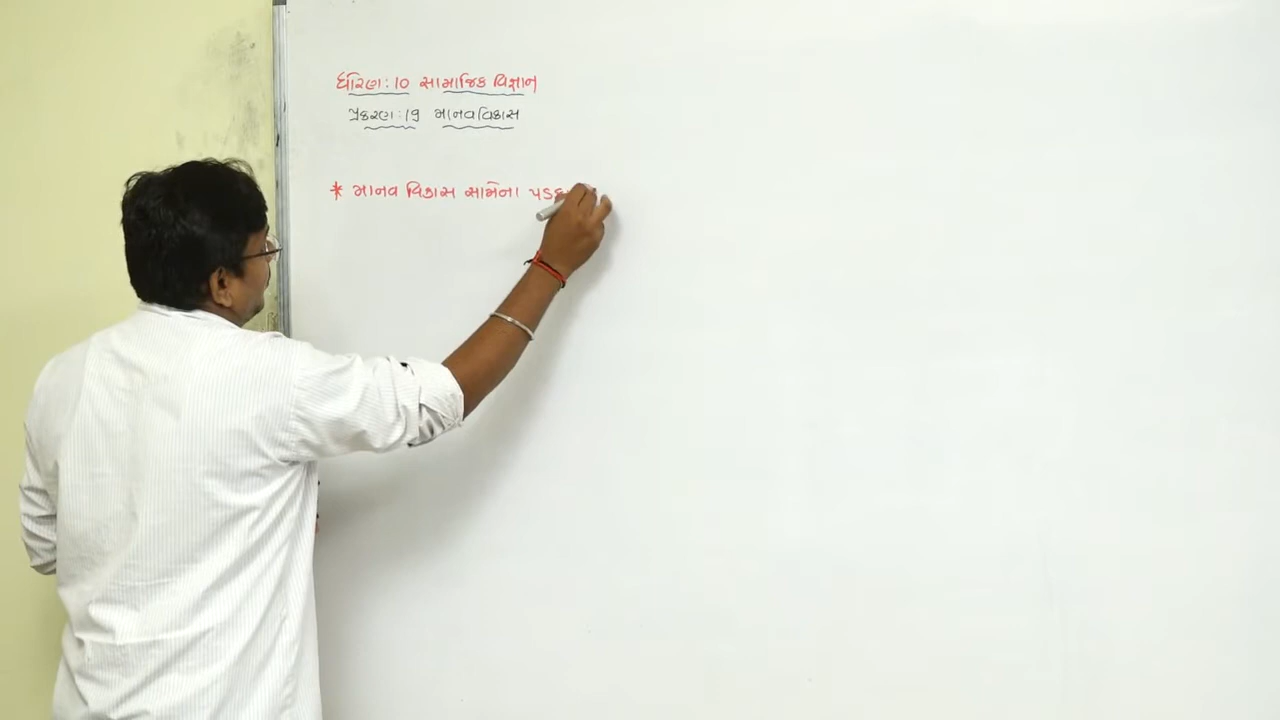 ધોરણ: 10 સામાજિક વિજ્ઞાન
પ્રકરણ: 19 માનવવિકાસ
* માનવ વિકાસ સામેના